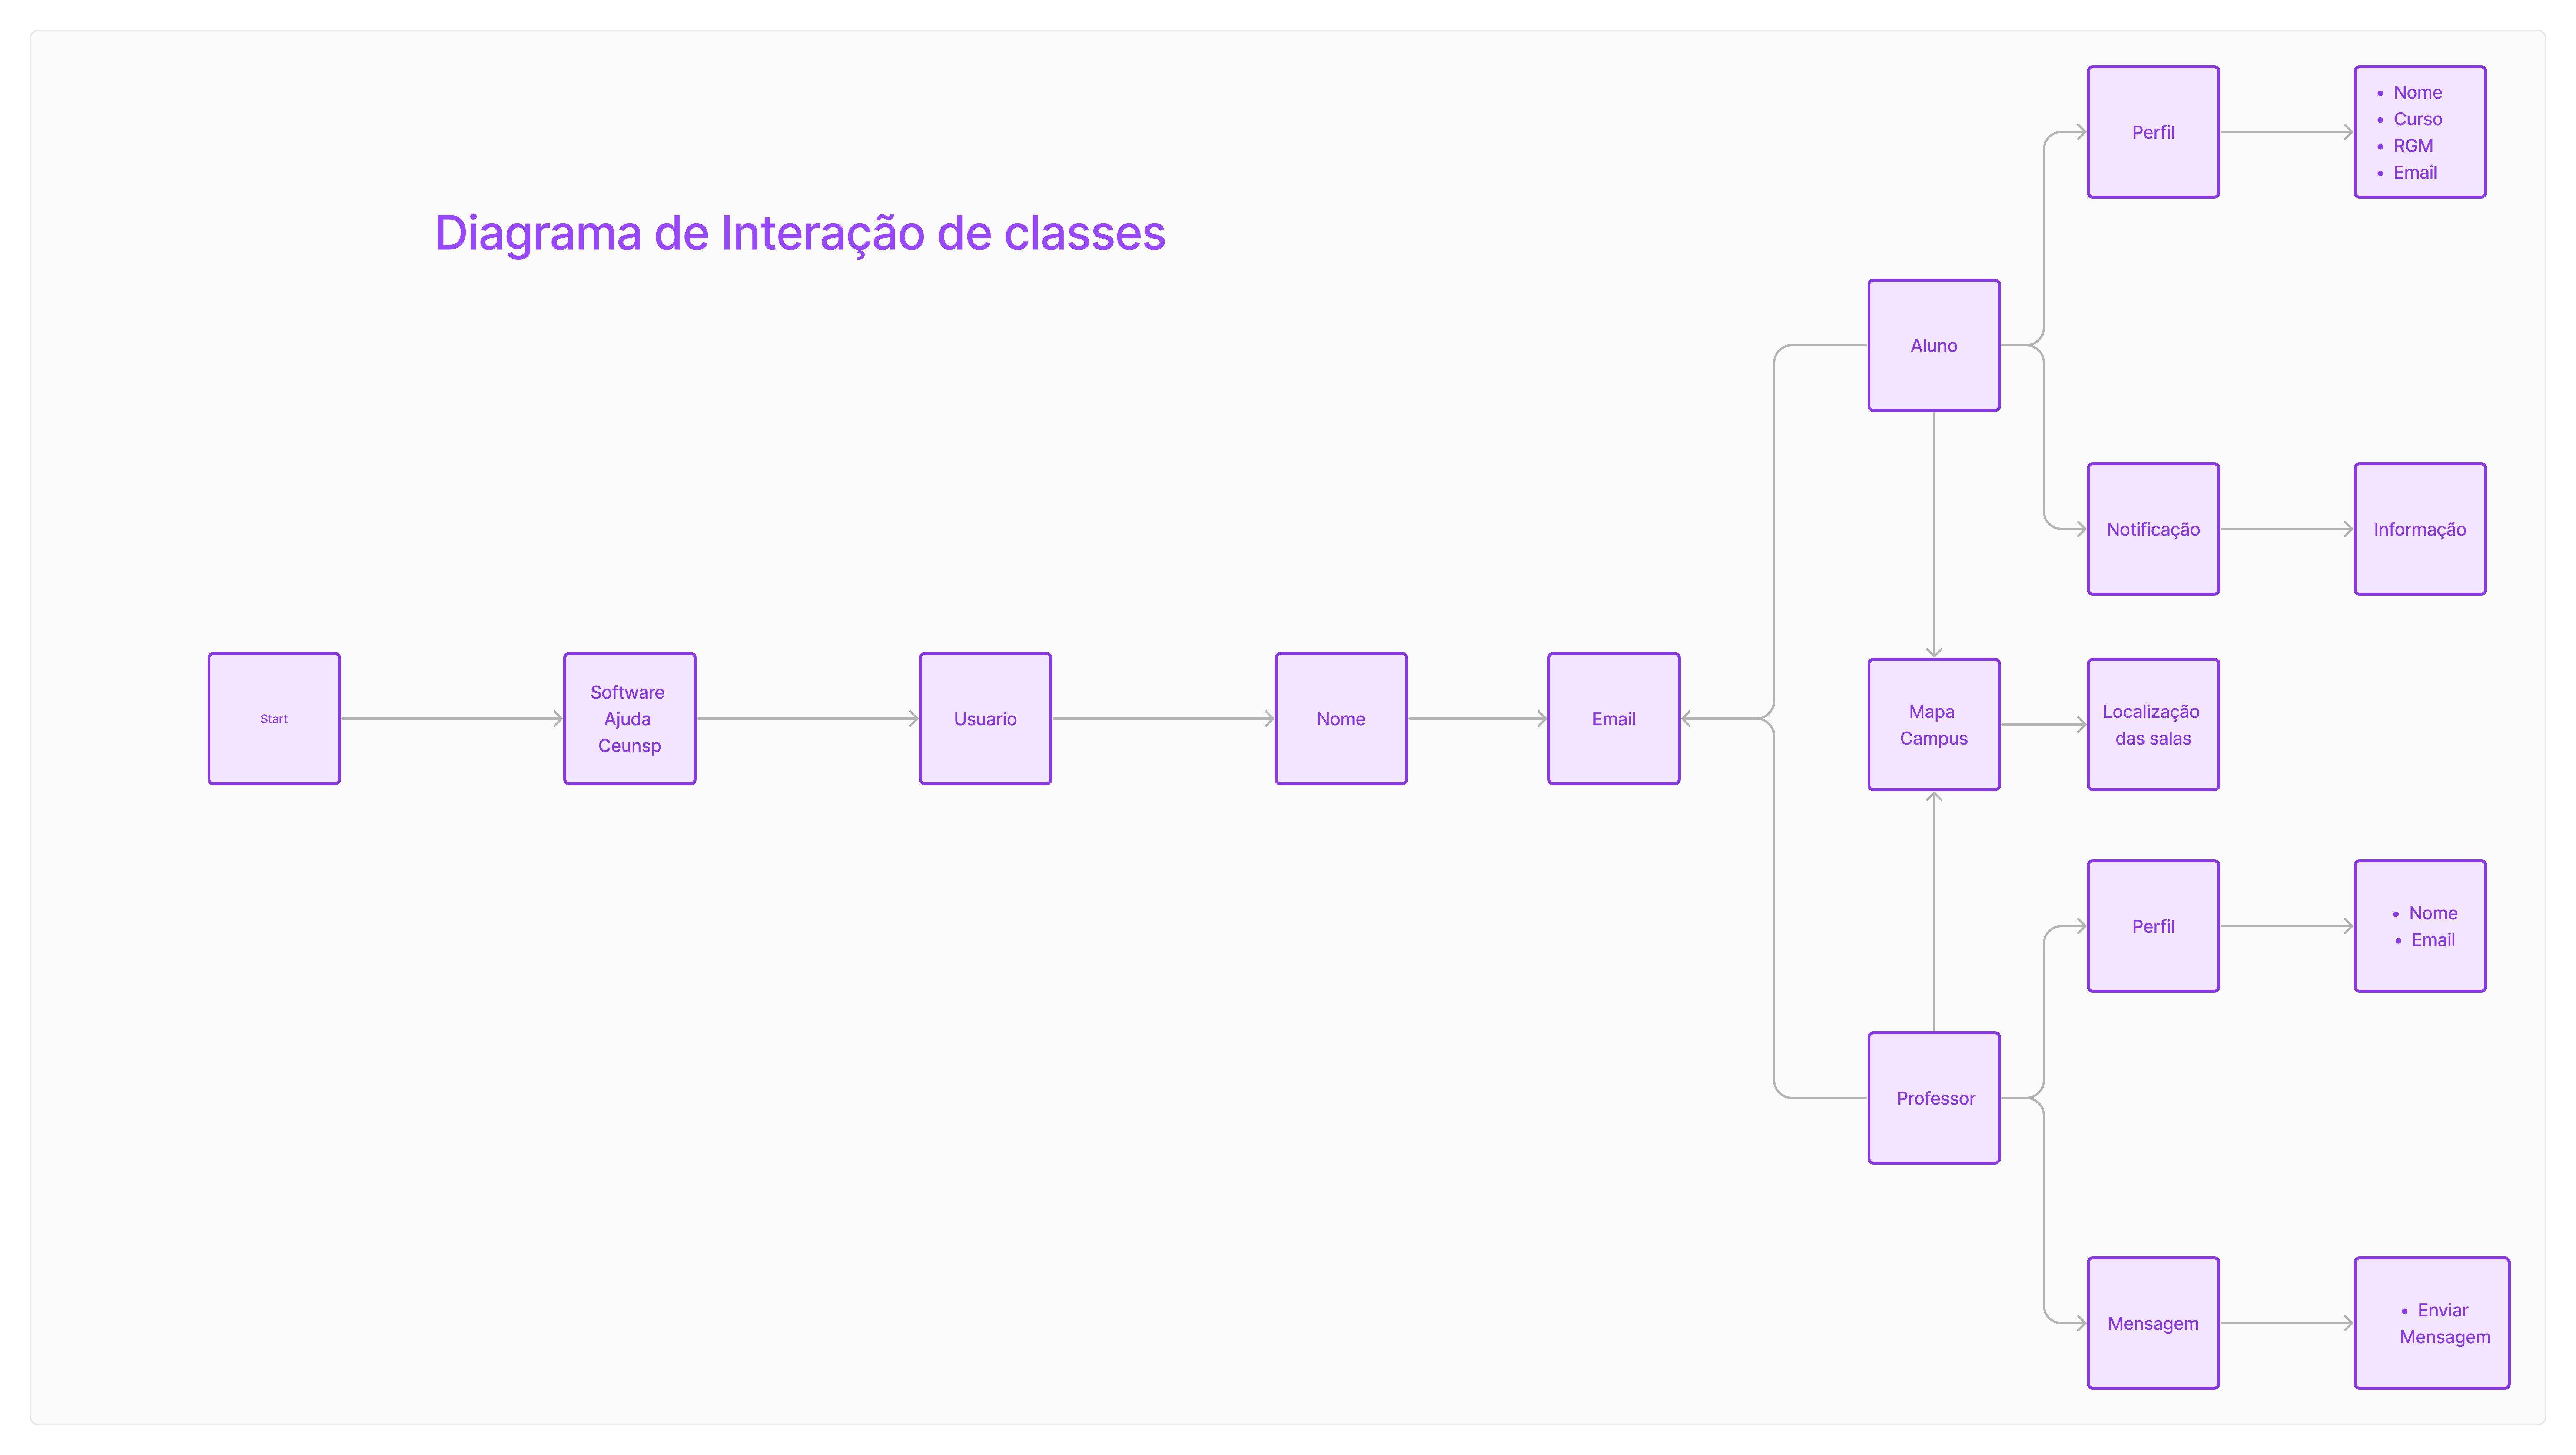 Diagrama de Interação de classes
Start
Software
Ajuda
Ceunsp
Usuario
Nome
Email
Aluno
Perfil
• Nome
• Curso
• RGM
• Email
Notificação
Informação
Mapa
Campus
Localização
das salas
Professor
Perfil
• Nome
• Email
Mensagem
• Enviar
Mensagem